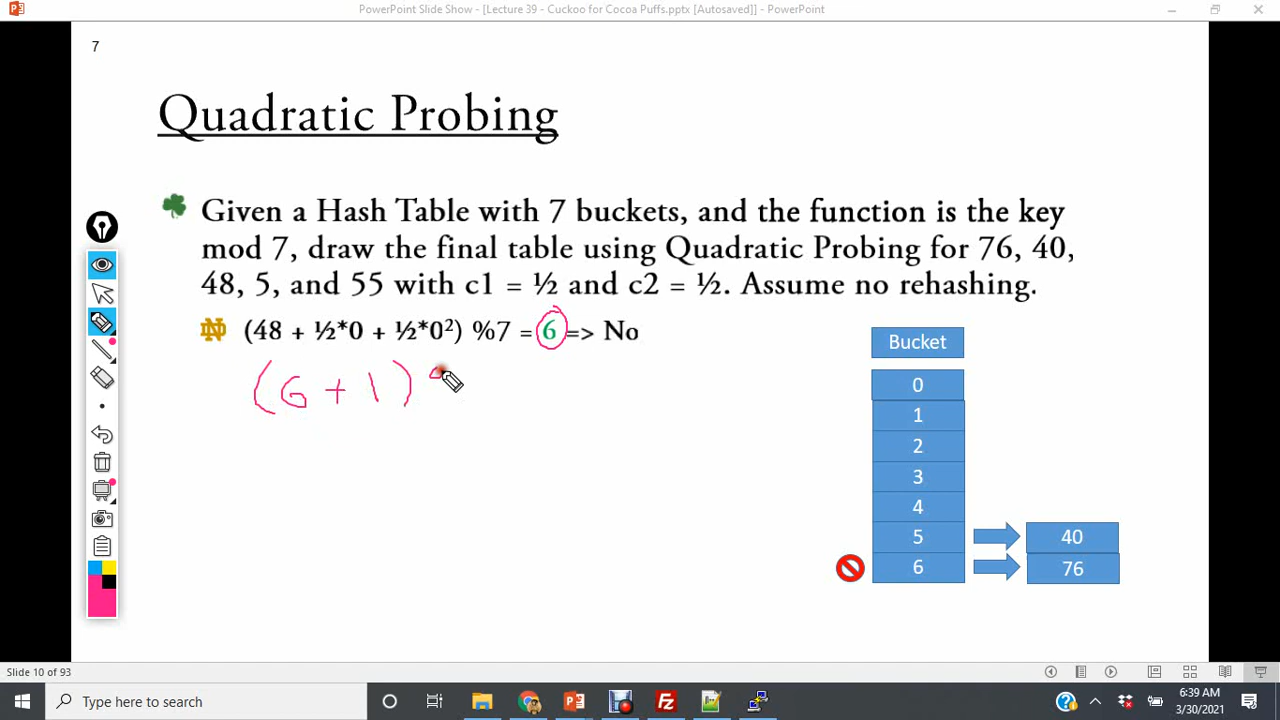 PowerPoint Slide Show - [Lecture 39 - Cuckoo for Cocoa Puffs.pptx [Autosaved]] - PowerPoint
7
Quadratic Probing
Given a Hash Table with 7 buckets, and the function is the key
mod 7, draw the final table using Quadratic Probing for 76, 40,
48, 5, and 55 with c1 = ½ and c2 = ½. Assume no rehashing.
(48 + ½*0 + ½*0²) %7 = 6 => No
(6 + 1)
Bucket
0
1
2
3
4
5 40
6 76
Slide 10 of 93
Type here to search
6:39 AM
3/30/2021